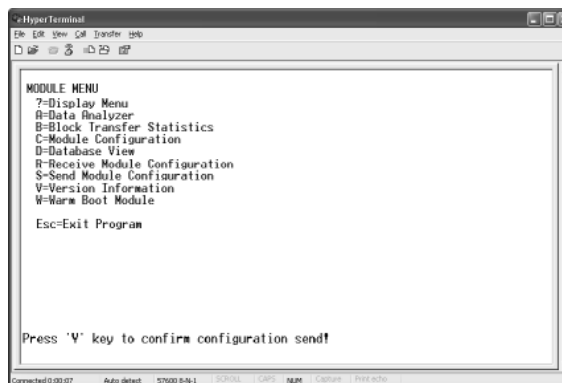 HyperTerminal
File Edit View Call Transfer Help
MODULE MENU
?=Display Menu
A=Data Analyzer
B=Block Transfer Statistics
C=Module Configuration
D=Database View
R=Receive Module Configuration
S=Send Module Configuration
V=Version Information
W=Warm Boot Module
Esc=Exit Program
Press 'Y' key to confirm configuration send!
Connected 0:00:07 Auto detect 57600 8-N-1 SCROLL CAPS NUM Capture Print echo